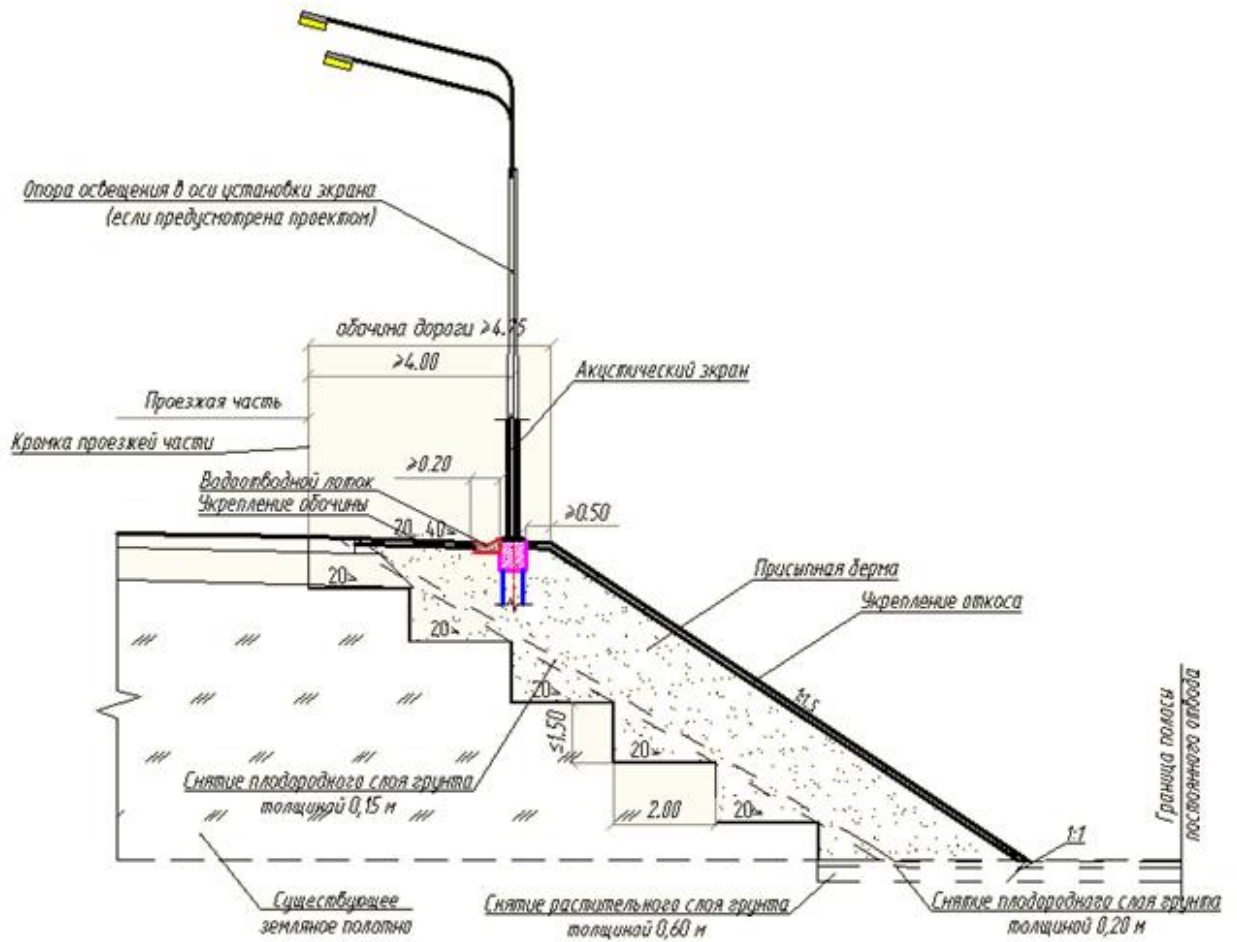 Опора освещения в оси установки экрана
(если предусмотрена проектом)
обочина дороги ≥4.75
≥4.00
Акустический экран
Проезжая часть
Кромка проезжей части
≥0.20
Водоотводной лоток
Укрепление обочины
≥0.50
20...40
20
Присыпная берма
Укрепление откоса
20
20
1:1,5
≤1.50
20
Снятие плодородного слоя грунта
толщиной 0,15 м
2.00
20
Граница полосы
постоянного отвода
1:1
Существующее
земляное полотно
Снятие растительного слоя грунта
толщиной 0,60 м
Снятие плодородного слоя грунта
толщиной 0,20 м